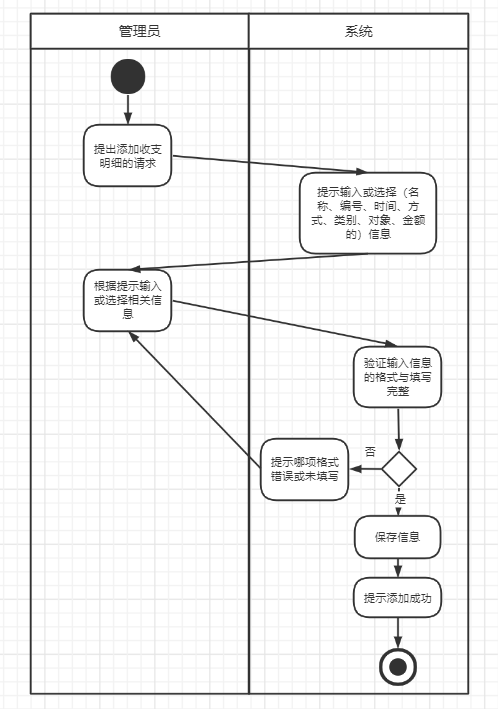 管理员
系统
提出添加收支
明细的请求
提示输入或选择（名
称、编号、时间、方
式、类别、对象、金额
的）信息
根据提示输入
或选择相关信
息
验证输入信息
的格式与填写
完整
否
提示哪项格式
错误或未填写
是
保存信息
提示添加成功